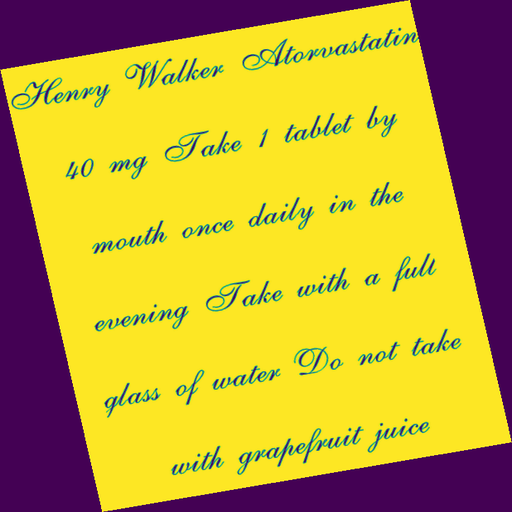 Henry Walker Atorvastatin
40 mg Take 1 tablet by
mouth once daily in the
evening Take with a full
glass of water Do not take
with grapefruit juice